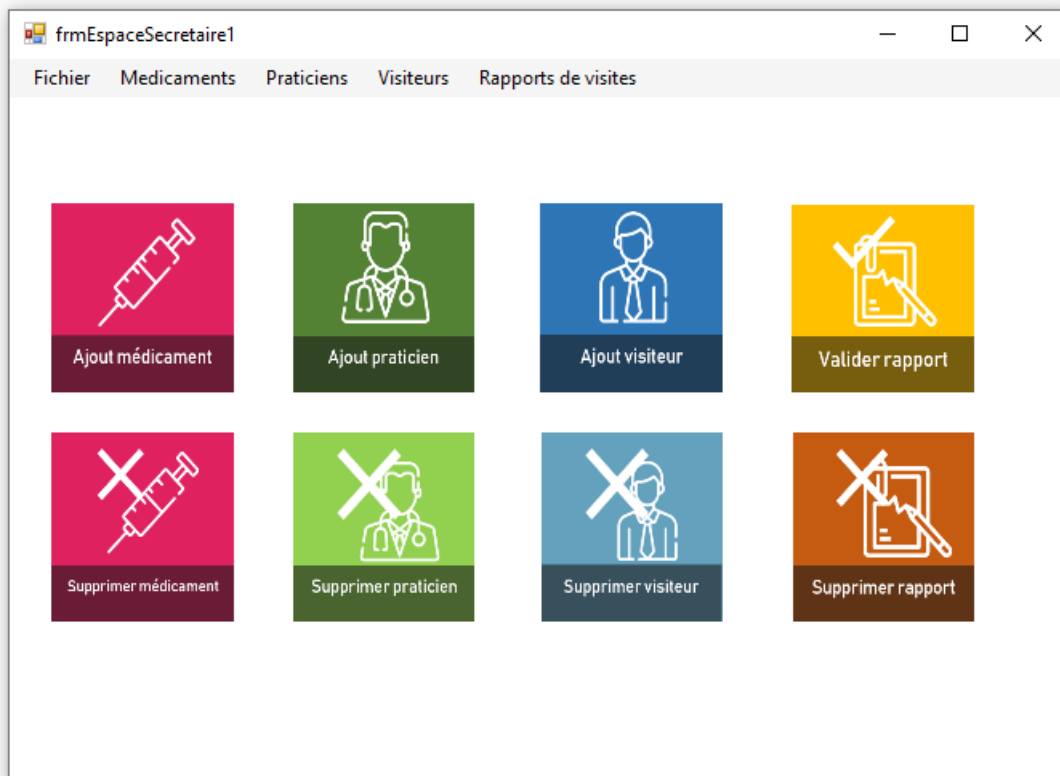 frmEspaceSecretaire1
Fichier Medicaments Praticiens Visiteurs Rapports de visites
Ajout médicament Ajout praticien Ajout visiteur Valider rapport
Supprimer médicament Supprimer praticien Supprimer visiteur Supprimer rapport